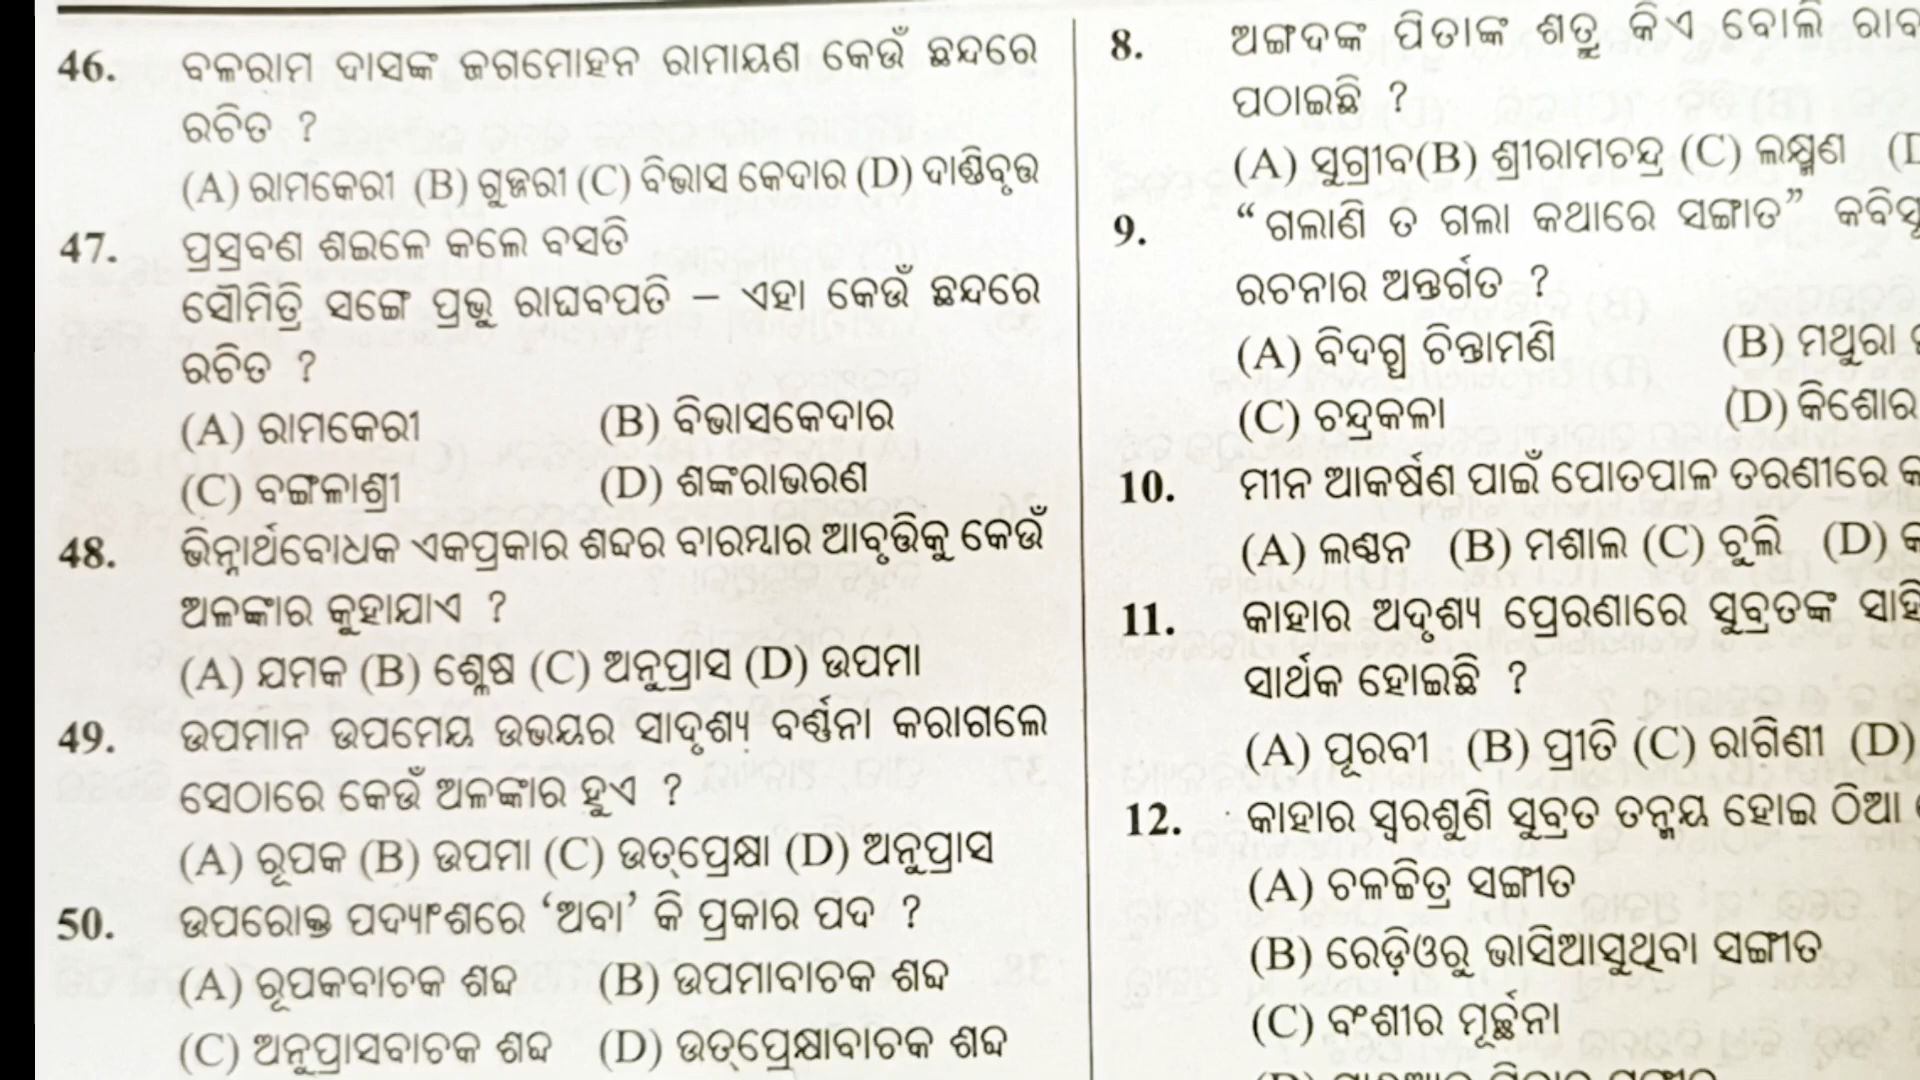 46. ବଳରାମ ଦାସଙ୍କ ଜଗମୋହନ ରାମାୟଣ କେଉଁ ଛନ୍ଦରେ
ରଚିତ ?
(A) ରାମକେରୀ (B) ଗୁଜ୍ଜରୀ (C) ବିଭାସ କେଦାର (D) ଦାଣ୍ଡିବୃତ୍ତ
47. ପ୍ରସ୍ରବଣ ଶଇଳେ କଲେ ବସତି
ସୌମିତ୍ରି ସଙ୍ଗେ ପ୍ରଭୁ ରାଘବପତି – ଏହା କେଉଁ ଛନ୍ଦରେ
ରଚିତ ?
(A) ରାମକେରୀ (B) ବିଭାସକେଦାର
(C) ବଙ୍ଗଳାଶ୍ରୀ (D) ଶଙ୍କରାଭରଣ
48. ଭିନ୍ନାର୍ଥବୋଧକ ଏକପ୍ରକାର ଶବ୍ଦର ବାରମ୍ଵାର ଆବୃତ୍ତିକୁ କେଉଁ
ଅଳଙ୍କାର କୁହାଯାଏ ?
(A) ଯମକ (B) ଶ୍ଳେଷ (C) ଅନୁପ୍ରାସ (D) ଉପମା
49. ଉପମାନ ଉପମେୟ ଉଭୟର ସାଦୃଶ୍ୟ ବର୍ଣ୍ଣନା କରାଗଲେ
ସେଠାରେ କେଉଁ ଅଳଙ୍କାର ହୁଏ ?
(A) ରୂପକ (B) ଉପମା (C) ଉତ୍‌ପ୍ରେକ୍ଷା (D) ଅନୁପ୍ରାସ
50. ଉପରୋକ୍ତ ପଦ୍ୟାଂଶରେ ‘ଅବା’ କି ପ୍ରକାର ପଦ ?
(A) ରୂପକବାଚକ ଶବ୍ଦ (B) ଉପମାବାଚକ ଶବ୍ଦ
(C) ଅନୁପ୍ରାସବାଚକ ଶବ୍ଦ (D) ଉତ୍‌ପ୍ରେକ୍ଷାବାଚକ ଶବ୍ଦ
8. ଅଙ୍ଗଦଙ୍କ ପିତାଙ୍କ ଶତ୍ରୁ କିଏ ବୋଲି
ପଠାଇଛି ?
(A) ସୁଗ୍ରୀବ(B) ଶ୍ରୀରାମଚନ୍ଦ୍ର (C) ଲକ୍ଷ୍ମଣ
9. “ଗଲାଣି ତ ଗଲା କଥାରେ ସଙ୍ଗାତ”
ରଚନାର ଅନ୍ତର୍ଗତ ?
(A) ବିଦଗ୍ଧ ଚିନ୍ତାମଣି (B) ମଥୁରା
(C) ଚନ୍ଦ୍ରକଳା (D) କିଶୋର
10. ମୀନ ଆକର୍ଷଣ ପାଇଁ ପୋତପାଳ ତରଣୀରେ
(A) ଲଣ୍ଠନ (B) ମଶାଲ (C) ଚୁଲି (D)
11. କାହାର ଅଦୃଶ୍ୟ ପ୍ରେରଣାରେ ସୁବ୍ରତଙ୍କ
ସାର୍ଥକ ହୋଇଛି ?
(A) ପୂରବୀ (B) ପ୍ରୀତି (C) ରାଗିଣୀ (D)
12. କାହାର ସ୍ୱରଶୁଣି ସୁବ୍ରତ ତନ୍ମୟ ହୋଇ ଠିଆ
(A) ଚଳଚ୍ଚିତ୍ର ସଙ୍ଗୀତ
(B) ରେଡ଼ିଓରୁ ଭାସିଆସୁଥିବା ସଙ୍ଗୀତ
(C) ବଂଶୀର ମୂର୍ଚ୍ଛନା